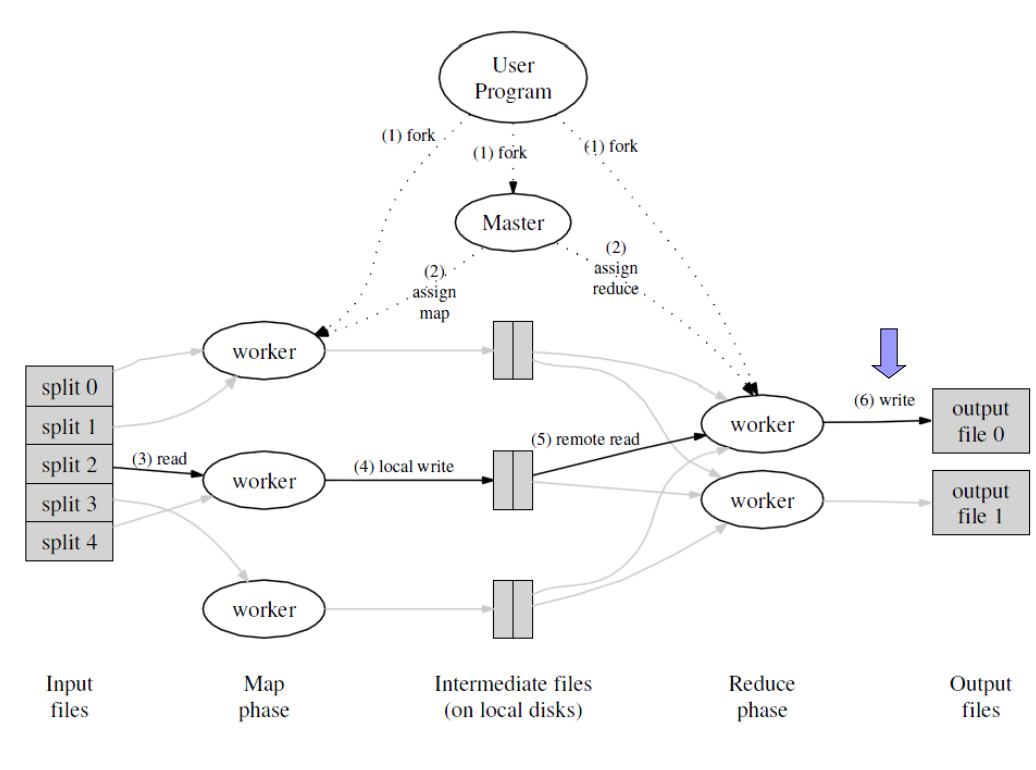 User
Program
(1) fork
(1) fork
(1) fork
Master
(2)
assign
map
(2)
assign
reduce
worker
split 0
split 1
split 2
split 3
split 4
(3) read
worker
(4) local write
(5) remote read
worker
worker
(6) write
output
file 0
worker
output
file 1
Input
files
Map
phase
Intermediate files
(on local disks)
Reduce
phase
Output
files